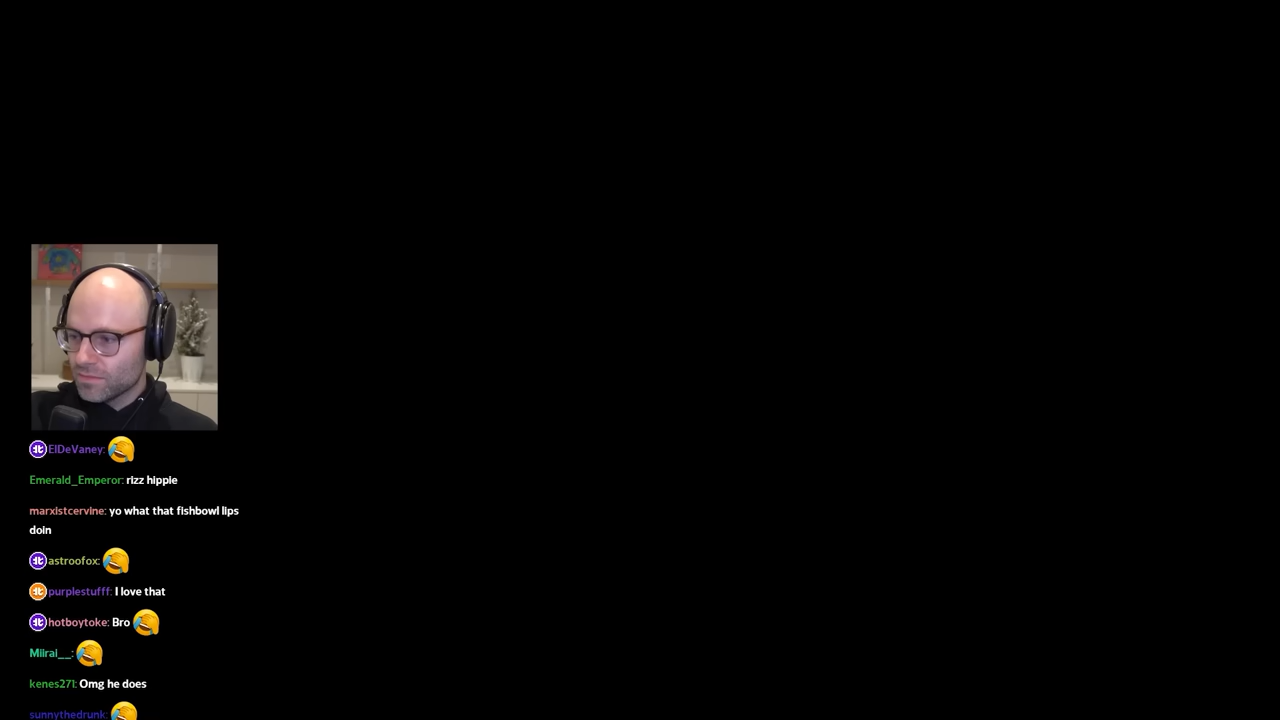 ElDeVaney:
Emerald_Emperor: rizz hippie
marxistcervine: yo what that fishbowl lips
doin
astroofox:
purplestufff: I love that
hotboytoke: Bro
Miirai__:
kenes271: Omg he does
sunnythedrunk: